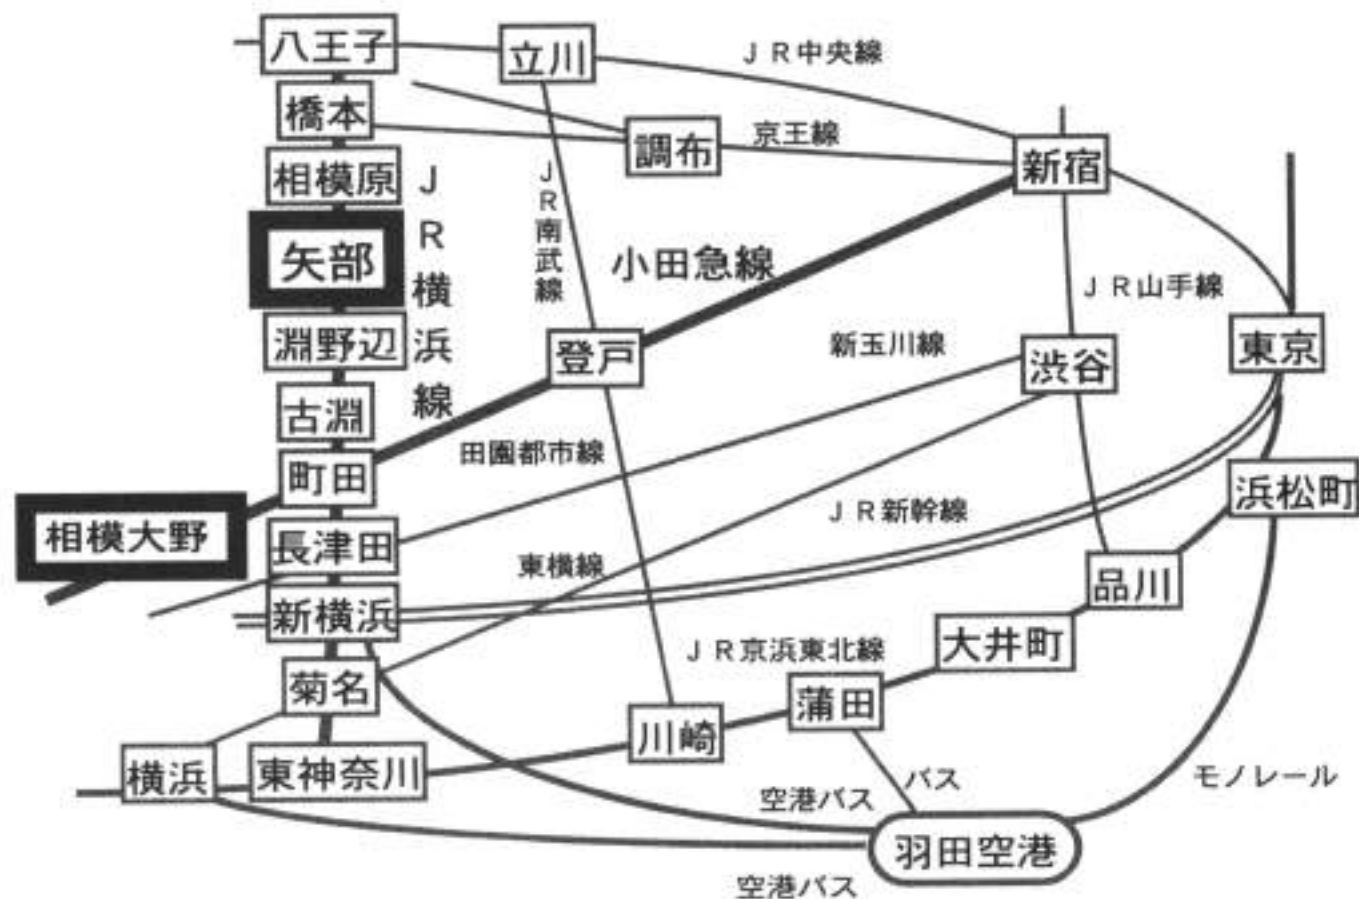 八王子
立川
ＪＲ中央線
橋本
調布
京王線
新宿
相模原
ＪＲ横浜線
ＪＲ南武線
矢部
小田急線
ＪＲ山手線
淵野辺
登戸
新玉川線
渋谷
東京
古淵
町田
田園都市線
浜松町
相模大野
長津田
ＪＲ新幹線
東横線
品川
新横浜
ＪＲ京浜東北線
大井町
菊名
蒲田
川崎
横浜
東神奈川
空港バス
バス
モノレール
羽田空港
空港バス